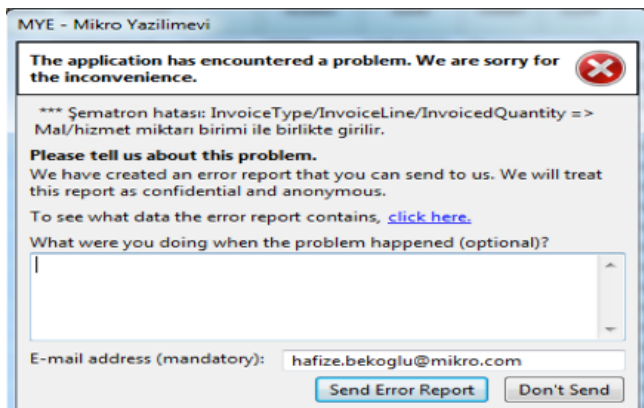 MYE - Mikro Yazilimevi
The application has encountered a problem. We are sorry for
the inconvenience.
*** Şematron hatası: InvoiceType/InvoiceLine/InvoicedQuantity =>
Mal/hizmet miktarı birimi ile birlikte girilir.
Please tell us about this problem.
We have created an error report that you can send to us. We will treat
this report as confidential and anonymous.
To see what data the error report contains, click here.
What were you doing when the problem happened (optional)?
E-mail address (mandatory): hafize.bekoglu@mikro.com
Send Error Report Don't Send